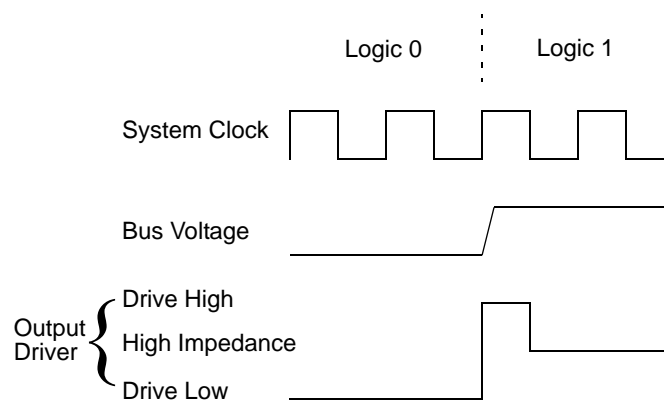 Logic 0
Logic 1
System Clock
Bus Voltage
Drive High
Output
Driver
High Impedance
Drive Low